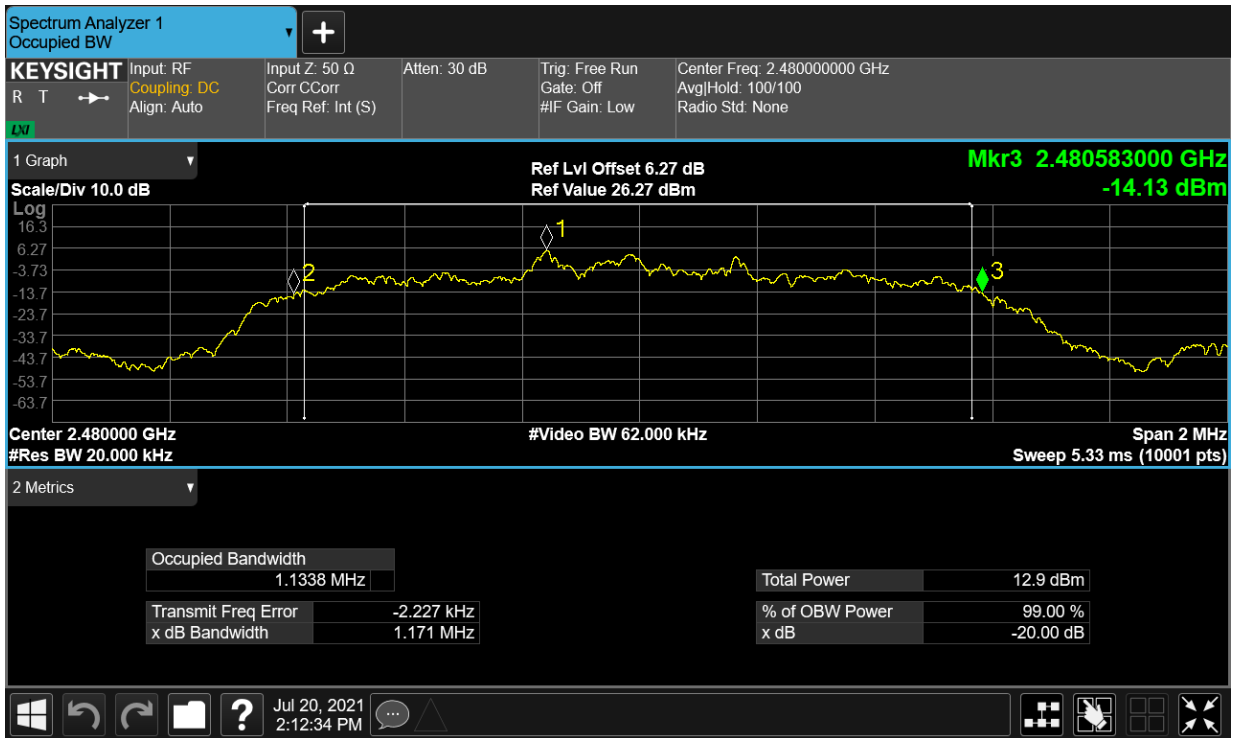 Spectrum Analyzer 1
Occupied BW
KEYSIGHT
R T
LXI
Input: RF
Coupling: DC
Align: Auto
Input Z: 50 Ω
Corr CCorr
Freq Ref: Int (S)
Atten: 30 dB
Trig: Free Run
Gate: Off
#IF Gain: Low
Center Freq: 2.480000000 GHz
Avg|Hold: 100/100
Radio Std: None
1 Graph
Scale/Div 10.0 dB
Ref Lvl Offset 6.27 dB
Ref Value 26.27 dBm
Mkr3 2.480583000 GHz
-14.13 dBm
Log
16.3
6.27
-3.73
-13.7
-23.7
-33.7
-43.7
-53.7
-63.7
1
2
3
Center 2.480000 GHz
#Video BW 62.000 kHz
Span 2 MHz
#Res BW 20.000 kHz
Sweep 5.33 ms (10001 pts)
2 Metrics
Occupied Bandwidth
1.1338 MHz
Transmit Freq Error -2.227 kHz
x dB Bandwidth 1.171 MHz
Total Power 12.9 dBm
% of OBW Power 99.00 %
x dB -20.00 dB
?
Jul 20, 2021
2:12:34 PM